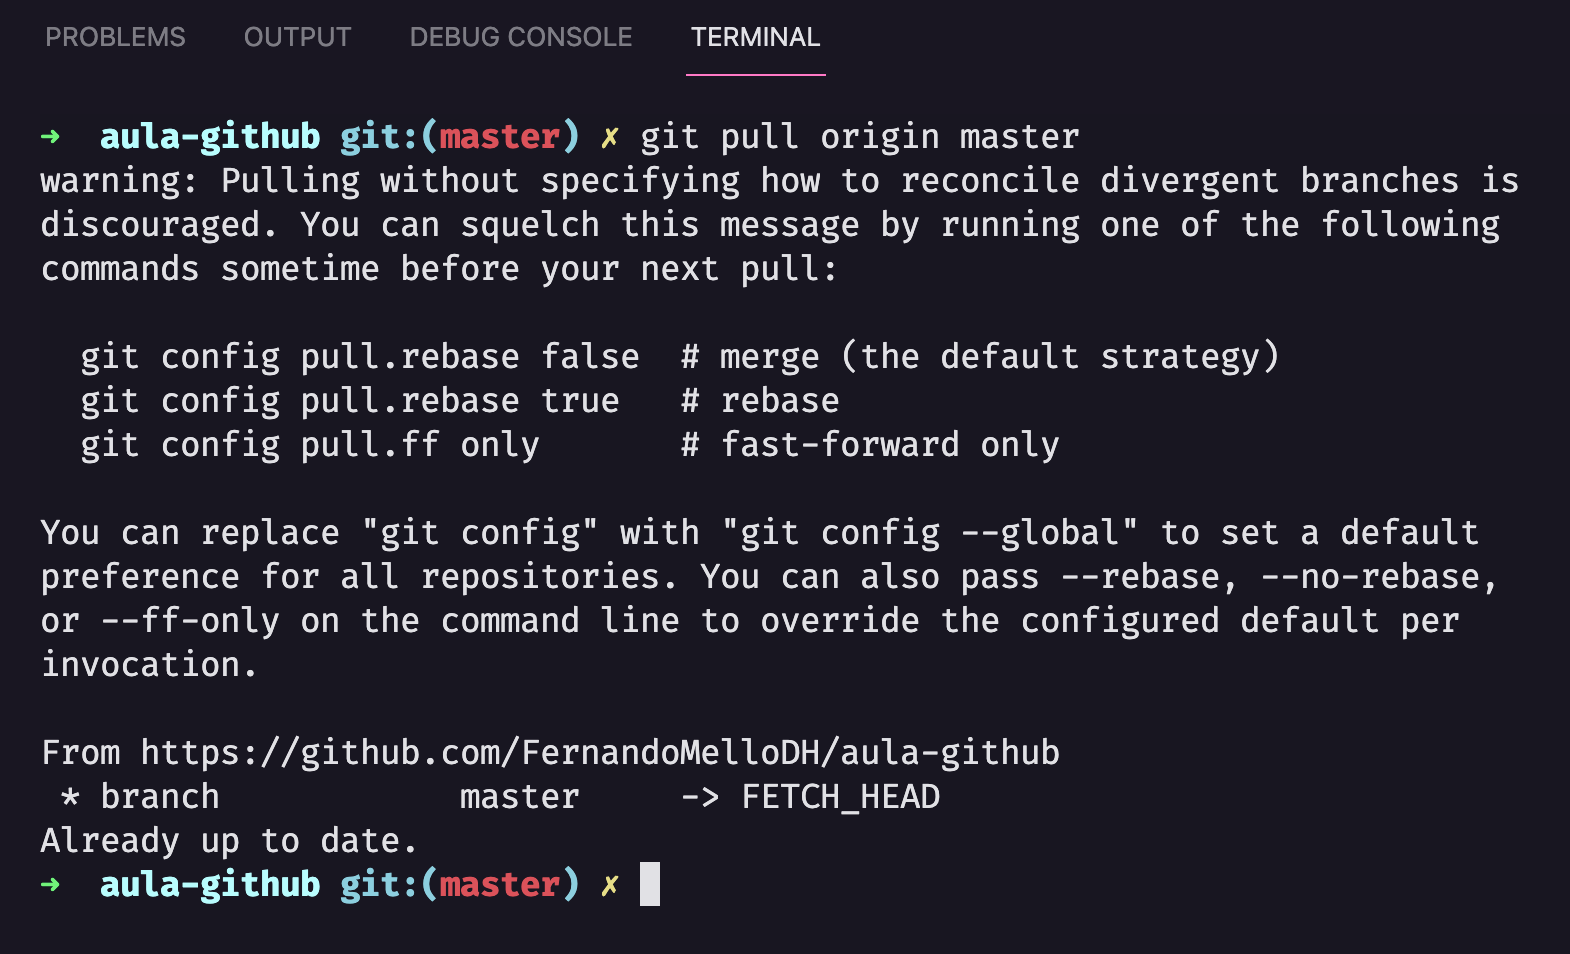 PROBLEMS OUTPUT DEBUG CONSOLE TERMINAL
➜  aula-github git:(master) ✗ git pull origin master
warning: Pulling without specifying how to reconcile divergent branches is
discouraged. You can squelch this message by running one of the following
commands sometime before your next pull:

  git config pull.rebase false  # merge (the default strategy)
  git config pull.rebase true   # rebase
  git config pull.ff only       # fast-forward only

You can replace "git config" with "git config --global" to set a default
preference for all repositories. You can also pass --rebase, --no-rebase,
or --ff-only on the command line to override the configured default per
invocation.

From https://github.com/FernandoMelloDH/aula-github
 * branch            master     -> FETCH_HEAD
Already up to date.
➜  aula-github git:(master) ✗